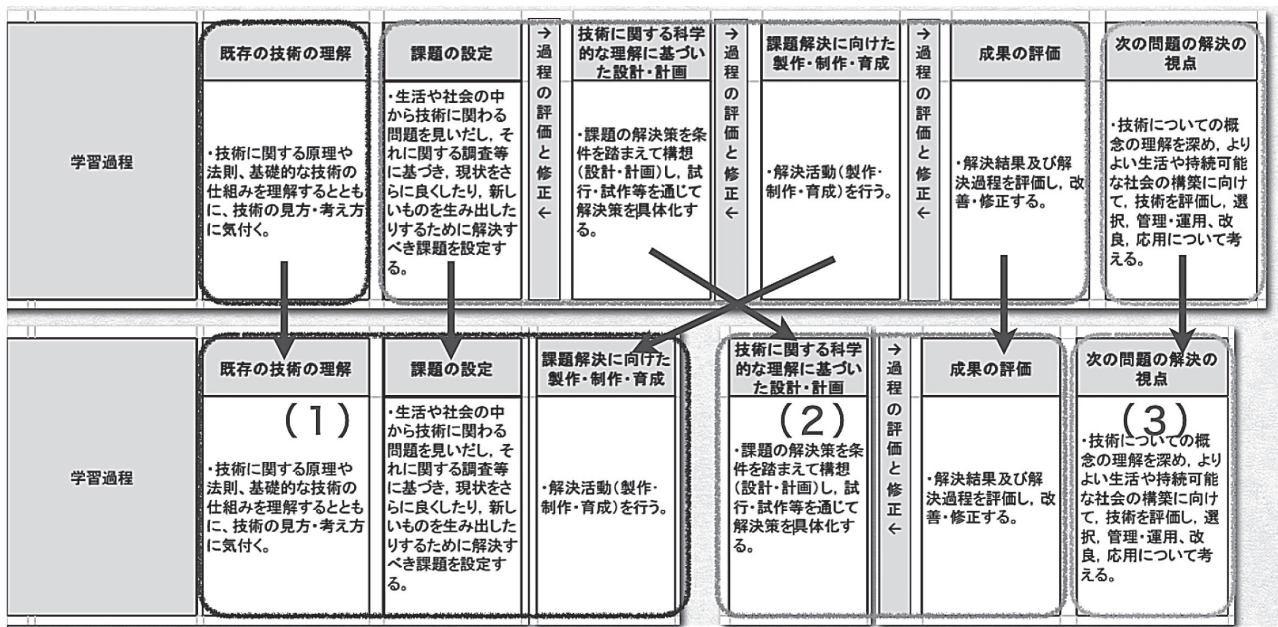 学習過程
既存の技術の理解
・技術に関する原理や
法則、基礎的な技術の
仕組みを理解するととも
に、技術の見方・考え方
に気付く。
課題の設定
・生活や社会の中
から技術に関わる
問題を見いだし，そ
れに関する調査等
に基づき，現状をさ
らに良くしたり，新し
いものを生み出した
りするために解決す
べき課題を設定す
る。
→過程の評価と修正←
技術に関する科学
的な理解に基づい
た設計・計画
・課題の解決策を条
件を踏まえて構想
（設計・計画）し，試
行・試作等を通じて
解決策を具体化す
る。
→過程の評価と修正←
課題解決に向けた
製作・制作・育成
・解決活動（製作・
制作・育成）を行う。
→過程の評価と修正←
成果の評価
・解決結果及び解
決過程を評価し，改
善・修正する。
次の問題の解決の
視点
・技術についての概
念の理解を深め，より
よい生活や持続可能
な社会の構築に向け
て，技術を評価し，選
択，管理・運用、改
良，応用について考
える。
学習過程
既存の技術の理解
（1）
・技術に関する原理や
法則、基礎的な技術の
仕組みを理解するととも
に、技術の見方・考え方
に気付く。
課題の設定
・生活や社会の中
から技術に関わる
問題を見いだし，そ
れに関する調査等
に基づき，現状をさ
らに良くしたり，新し
いものを生み出した
りするために解決す
べき課題を設定す
る。
課題解決に向けた
製作・制作・育成
・解決活動（製作・
制作・育成）を行う。
技術に関する科学
的な理解に基づい
た設計・計画
（2）
・課題の解決策を条
件を踏まえて構想
（設計・計画）し，試
行・試作等を通じて
解決策を具体化す
る。
→過程の評価と修正←
成果の評価
・解決結果及び解
決過程を評価し，改
善・修正する。
次の問題の解決の
視点
（3）
・技術についての概
念の理解を深め，より
よい生活や持続可能
な社会の構築に向け
て，技術を評価し，選
択，管理・運用、改
良，応用について考
える。